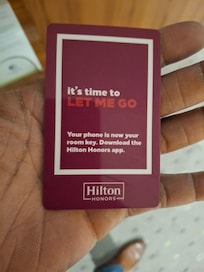 it's time to
LET ME GO
Your phone is now your
room key. Download the
Hilton Honors app.
Hilton
HONORS